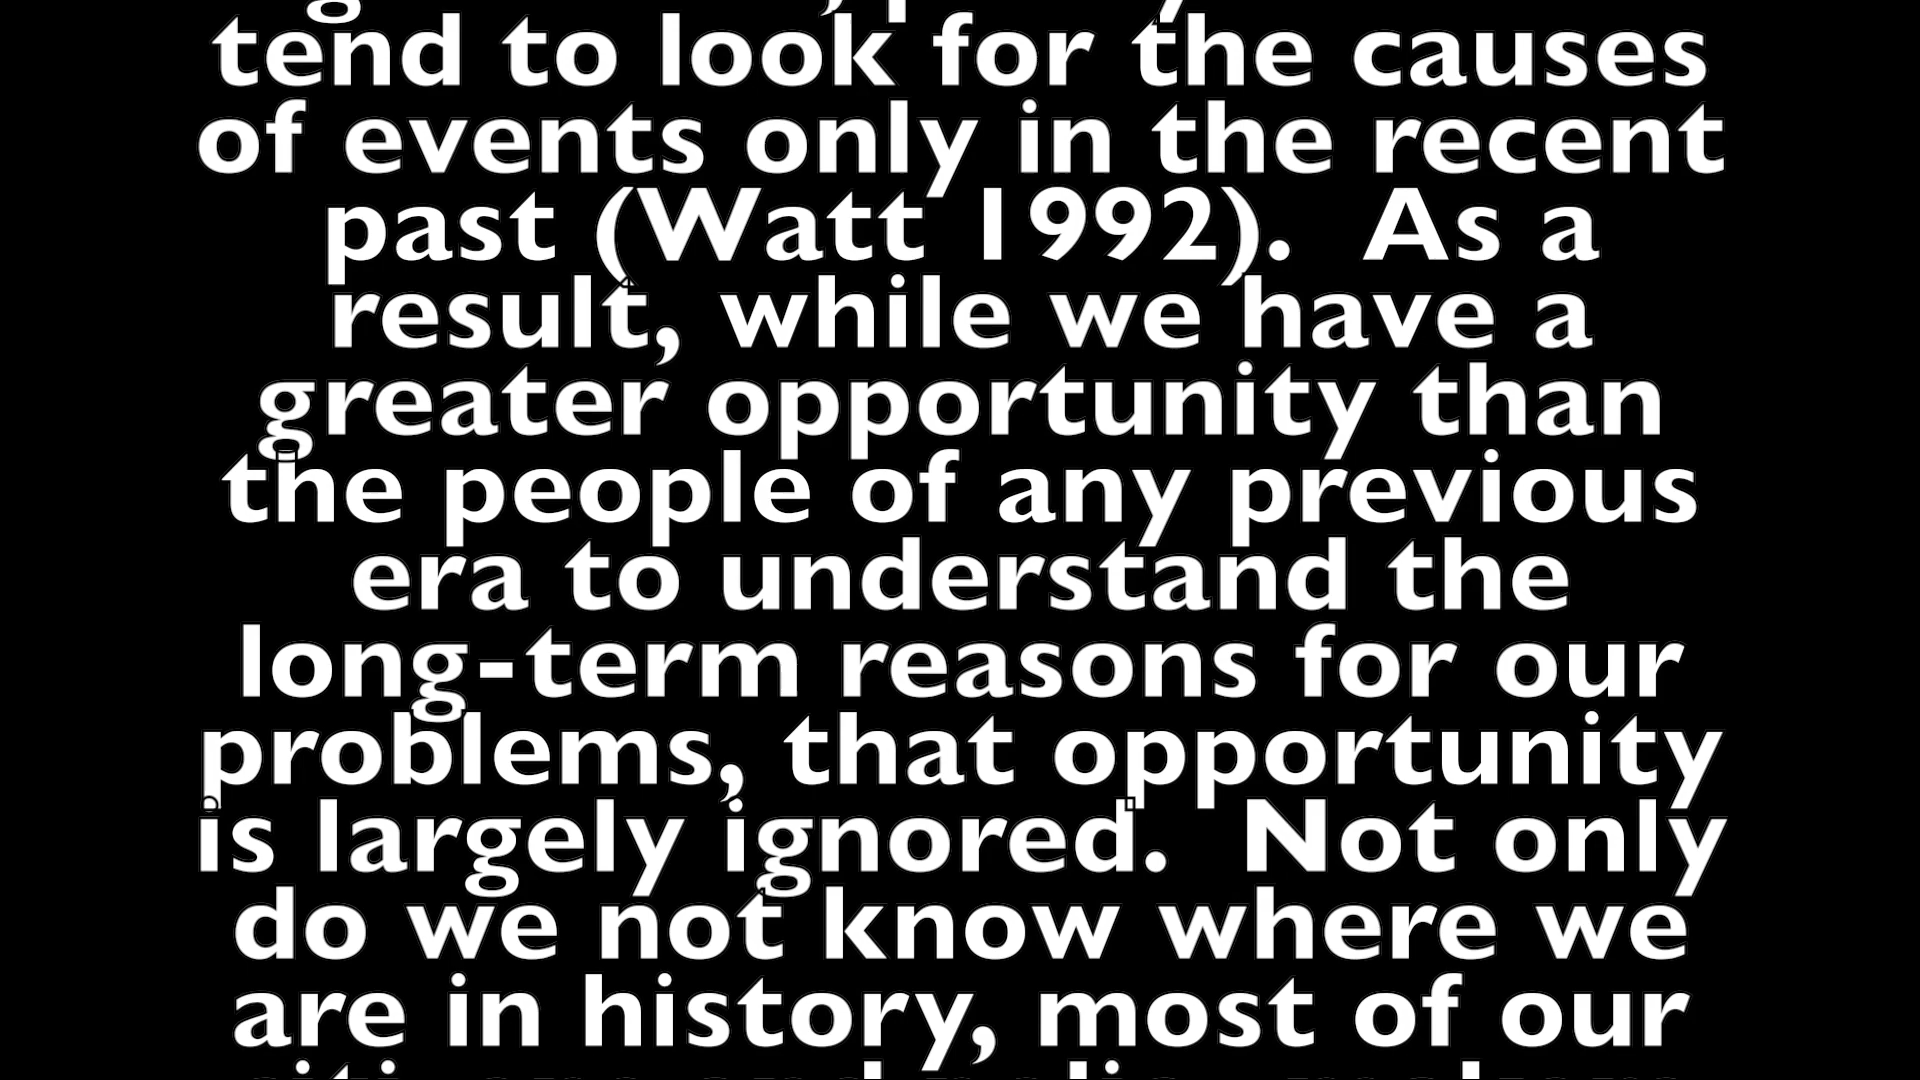 tend to look for the causes
of events only in the recent
past (Watt 1992).  As a
result, while we have a
greater opportunity than
the people of any previous
era to understand the
long-term reasons for our
problems, that opportunity
is largely ignored.  Not only
do we not know where we
are in history, most of our